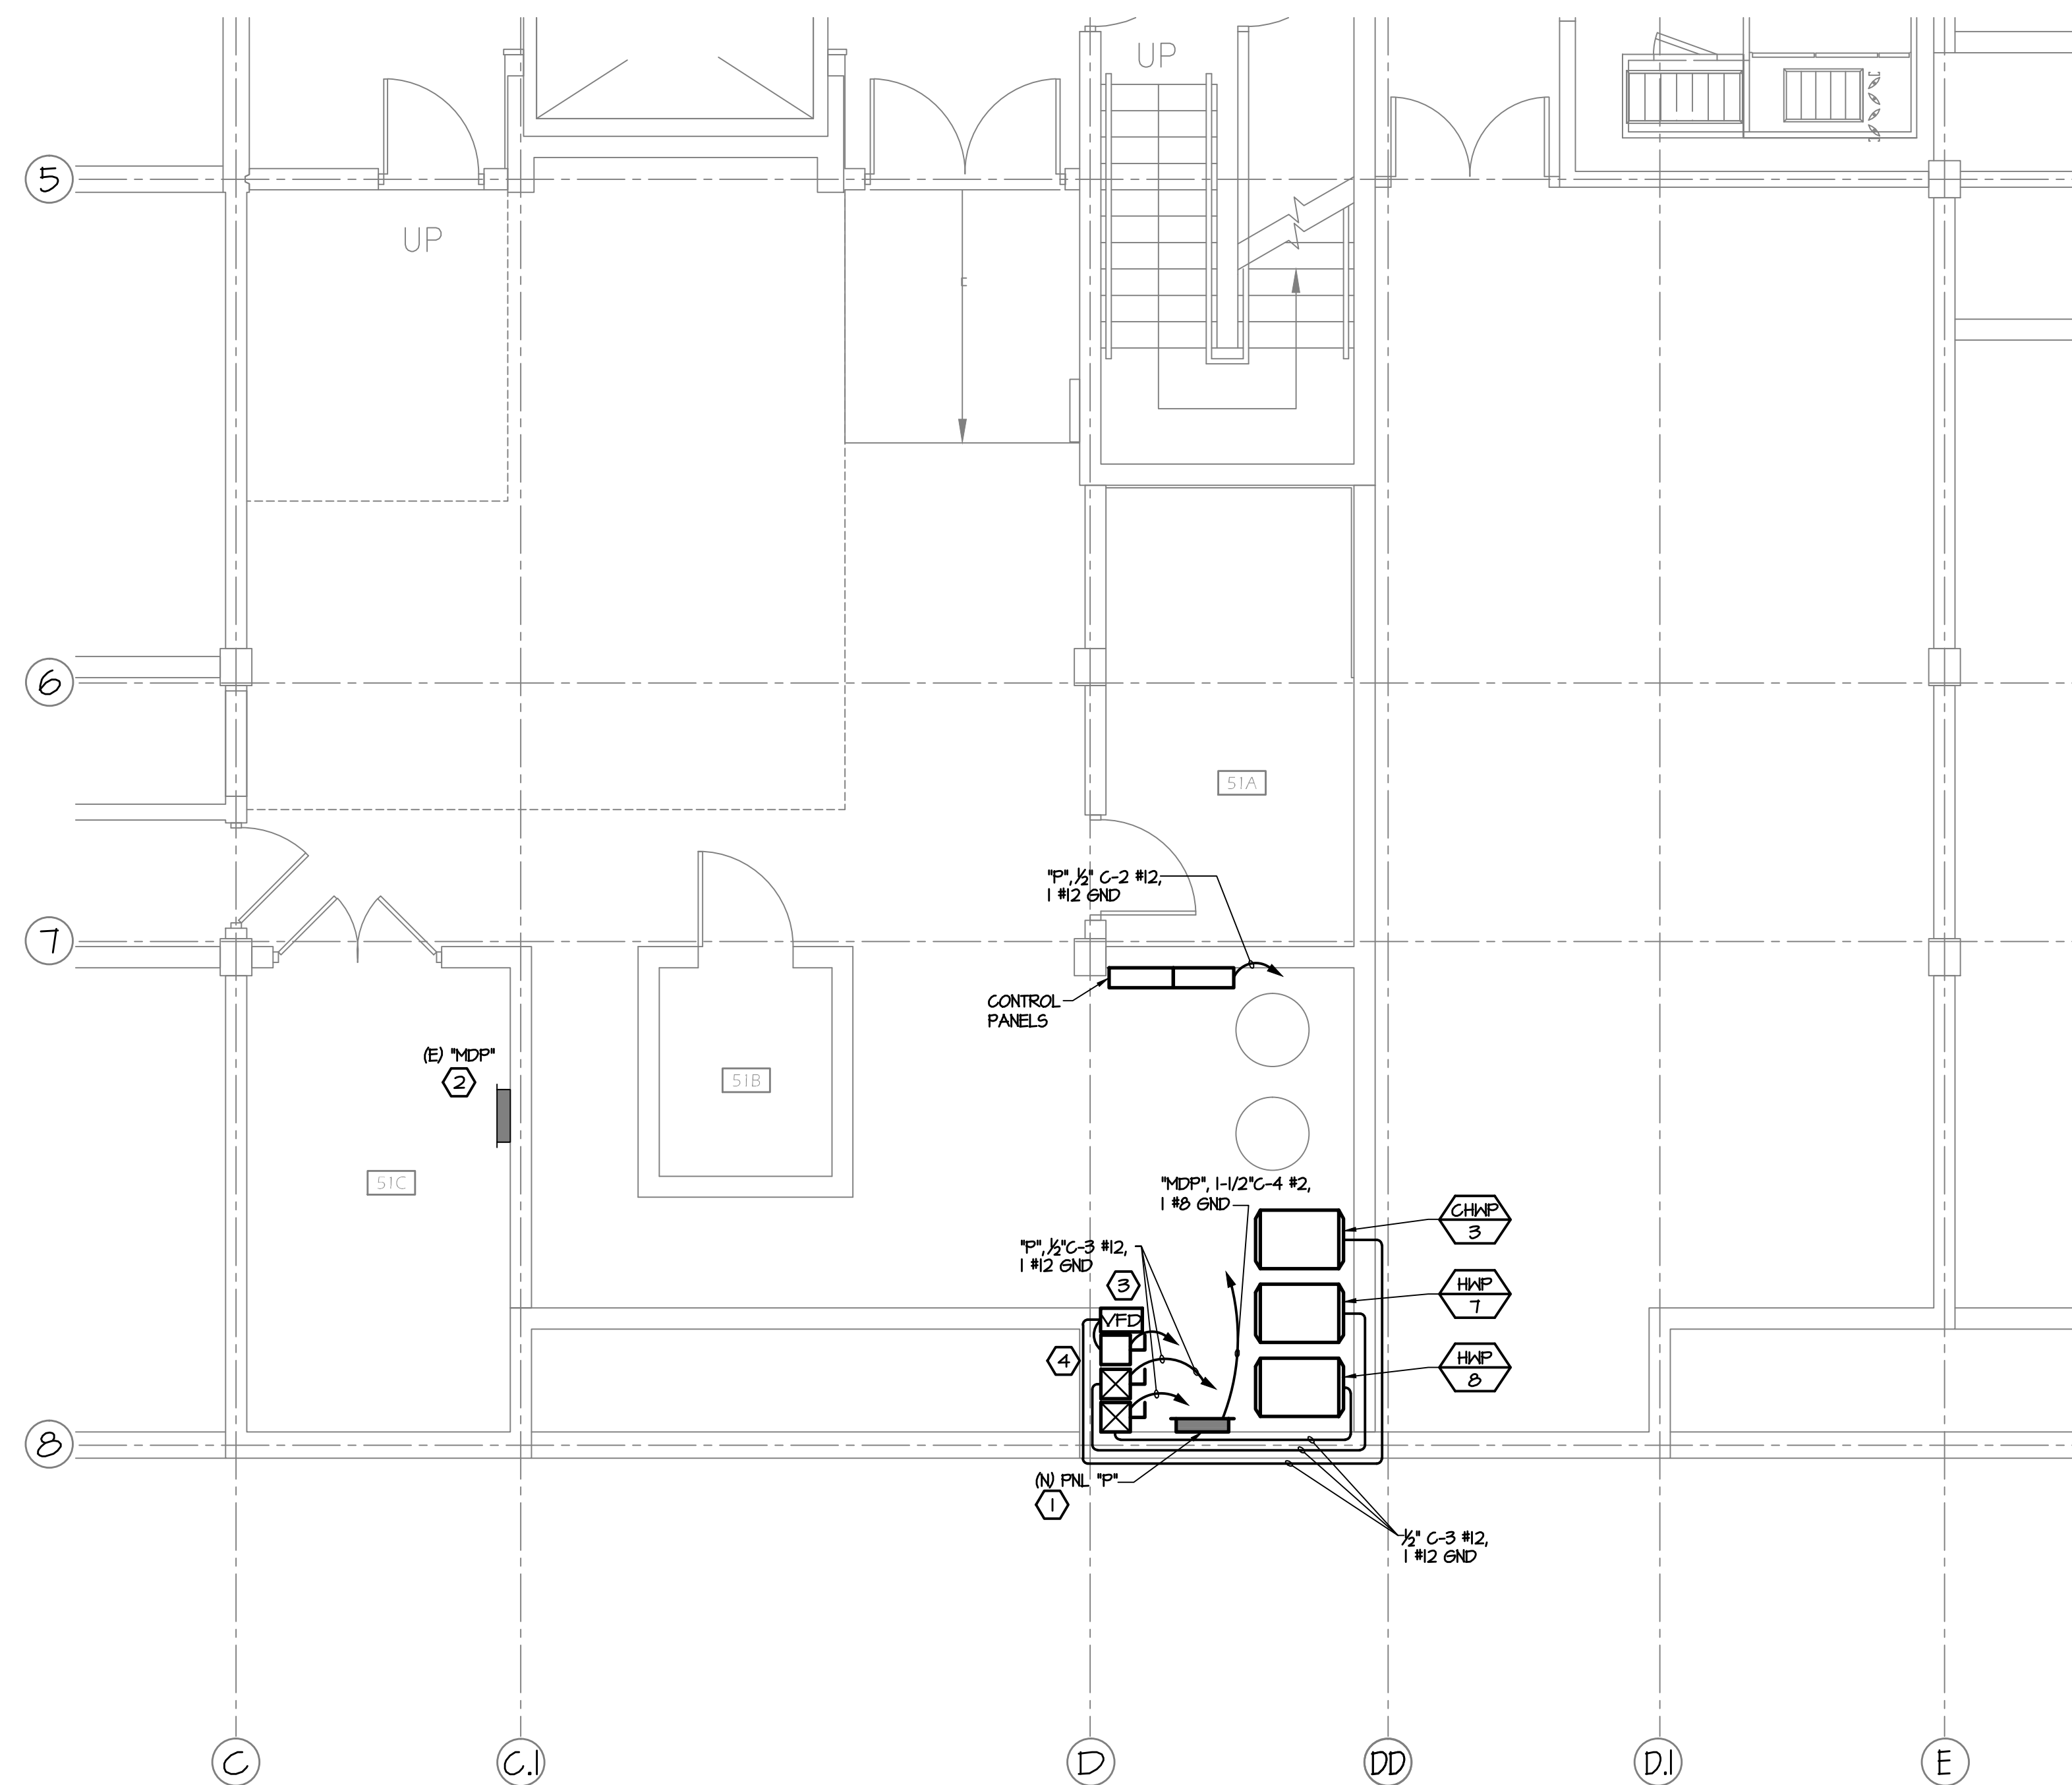 UP
5
UP
6
51A
"P", ½" C-2 #12,
1 #12 GND
7
CONTROL
PANELS
(E) "MDP"
2
51B
51C
"MDP", 1-1/2"C-4 #2,
1 #8 GND
CHWP
3
"P", ½"C-3 #12,
1 #12 GND
3
HWP
7
VFD
4
HWP
8
8
(N) PNL "P"
1
½" C-3 #12,
1 #12 GND
C
C.1
D
DD
D.1
E